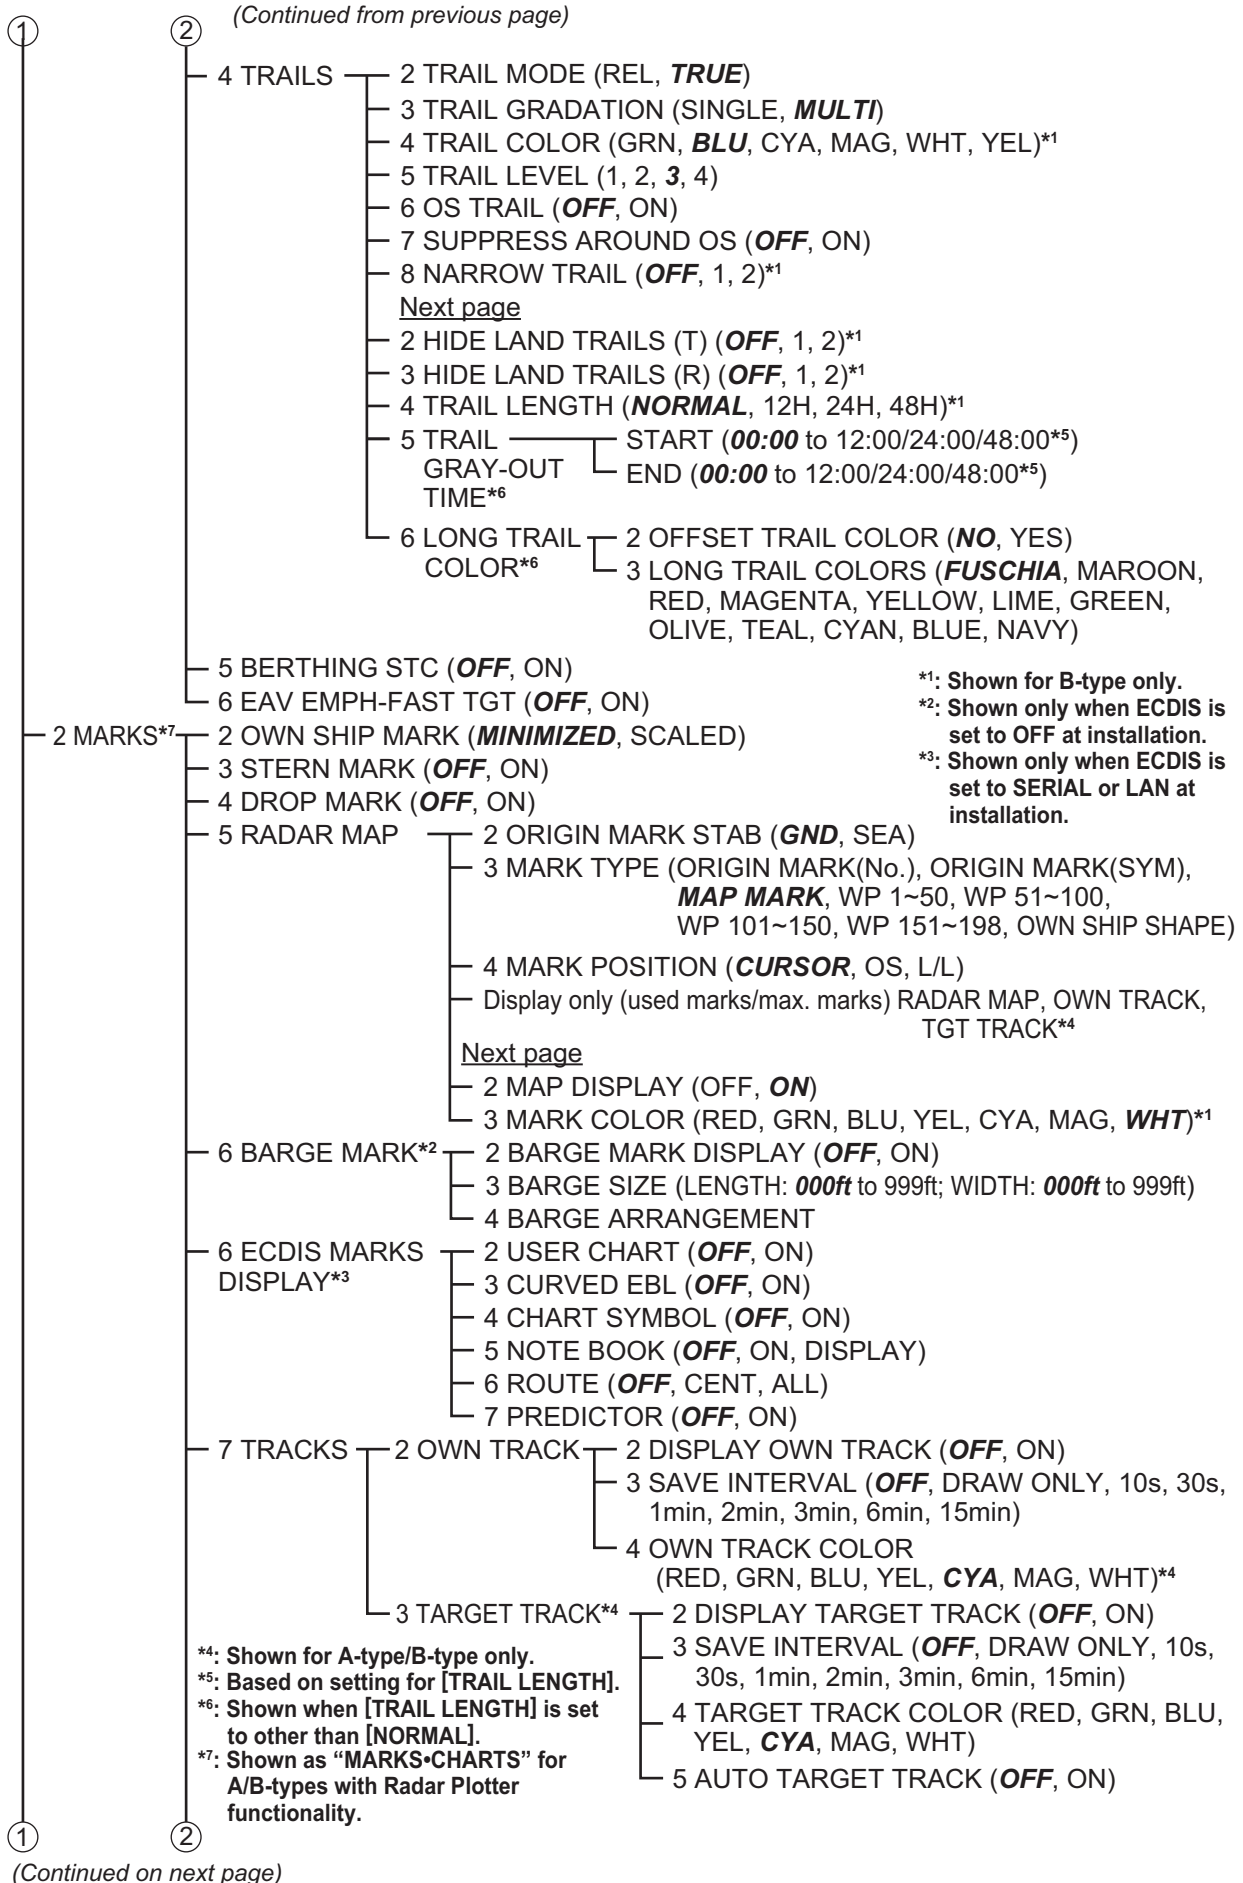 (Continued from previous page)
1
2
4 TRAILS
2 TRAIL MODE (REL, TRUE)
3 TRAIL GRADATION (SINGLE, MULTI)
4 TRAIL COLOR (GRN, BLU, CYA, MAG, WHT, YEL)*1
5 TRAIL LEVEL (1, 2, 3, 4)
6 OS TRAIL (OFF, ON)
7 SUPPRESS AROUND OS (OFF, ON)
8 NARROW TRAIL (OFF, 1, 2)*1
Next page
2 HIDE LAND TRAILS (T) (OFF, 1, 2)*1
3 HIDE LAND TRAILS (R) (OFF, 1, 2)*1
4 TRAIL LENGTH (NORMAL, 12H, 24H, 48H)*1
5 TRAIL
GRAY-OUT
TIME*6
START (00:00 to 12:00/24:00/48:00*5)
END (00:00 to 12:00/24:00/48:00*5)
6 LONG TRAIL
COLOR*6
2 OFFSET TRAIL COLOR (NO, YES)
3 LONG TRAIL COLORS (FUSCHIA, MAROON,
RED, MAGENTA, YELLOW, LIME, GREEN,
OLIVE, TEAL, CYAN, BLUE, NAVY)
5 BERTHING STC (OFF, ON)
6 EAV EMPH-FAST TGT (OFF, ON)
*1: Shown for B-type only.
*2: Shown only when ECDIS is
set to OFF at installation.
*3: Shown only when ECDIS is
set to SERIAL or LAN at
installation.
2 MARKS*7
2 OWN SHIP MARK (MINIMIZED, SCALED)
3 STERN MARK (OFF, ON)
4 DROP MARK (OFF, ON)
5 RADAR MAP
2 ORIGIN MARK STAB (GND, SEA)
3 MARK TYPE (ORIGIN MARK(No.), ORIGIN MARK(SYM),
MAP MARK, WP 1~50, WP 51~100,
WP 101~150, WP 151~198, OWN SHIP SHAPE)
4 MARK POSITION (CURSOR, OS, L/L)
Display only (used marks/max. marks) RADAR MAP, OWN TRACK,
TGT TRACK*4
Next page
2 MAP DISPLAY (OFF, ON)
3 MARK COLOR (RED, GRN, BLU, YEL, CYA, MAG, WHT)*1
6 BARGE MARK*2
2 BARGE MARK DISPLAY (OFF, ON)
3 BARGE SIZE (LENGTH: 000ft to 999ft; WIDTH: 000ft to 999ft)
4 BARGE ARRANGEMENT
6 ECDIS MARKS
DISPLAY*3
2 USER CHART (OFF, ON)
3 CURVED EBL (OFF, ON)
4 CHART SYMBOL (OFF, ON)
5 NOTE BOOK (OFF, ON, DISPLAY)
6 ROUTE (OFF, CENT, ALL)
7 PREDICTOR (OFF, ON)
7 TRACKS
2 OWN TRACK
2 DISPLAY OWN TRACK (OFF, ON)
3 SAVE INTERVAL (OFF, DRAW ONLY, 10s, 30s,
1min, 2min, 3min, 6min, 15min)
4 OWN TRACK COLOR
(RED, GRN, BLU, YEL, CYA, MAG, WHT)*4
3 TARGET TRACK*4
2 DISPLAY TARGET TRACK (OFF, ON)
3 SAVE INTERVAL (OFF, DRAW ONLY, 10s,
30s, 1min, 2min, 3min, 6min, 15min)
4 TARGET TRACK COLOR (RED, GRN, BLU,
YEL, CYA, MAG, WHT)
5 AUTO TARGET TRACK (OFF, ON)
*4: Shown for A-type/B-type only.
*5: Based on setting for [TRAIL LENGTH].
*6: Shown when [TRAIL LENGTH] is set
to other than [NORMAL].
*7: Shown as “MARKS•CHARTS” for
A/B-types with Radar Plotter
functionality.
1
2
(Continued on next page)